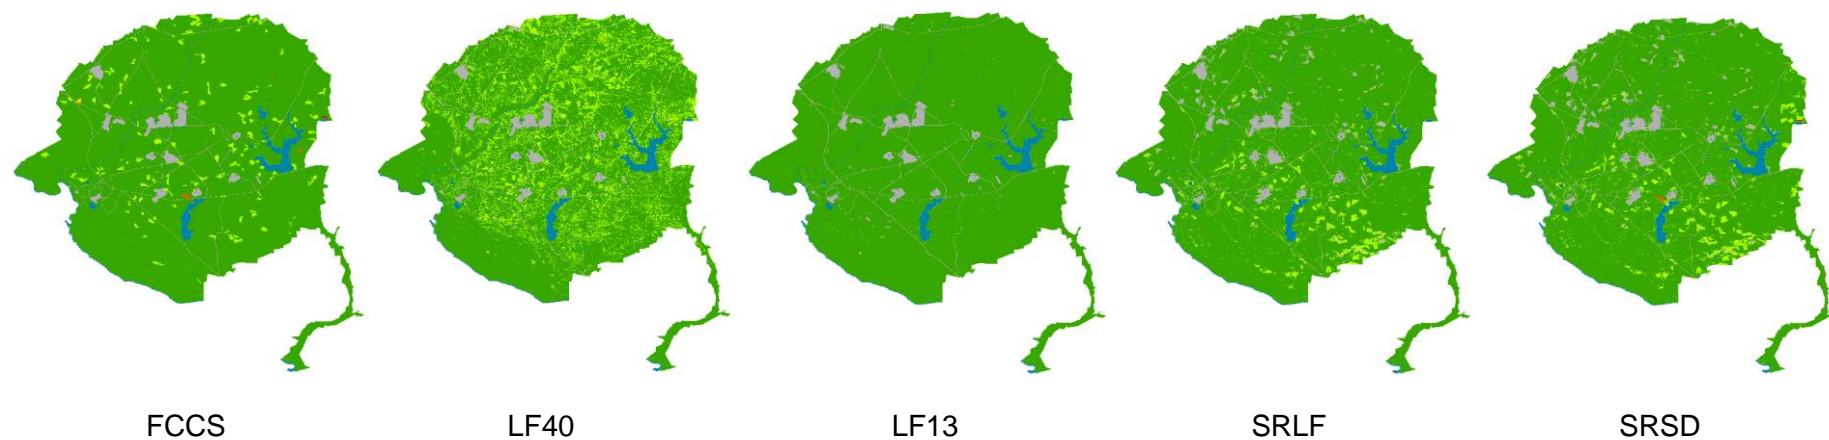 FCCS LF40 LF13 SRLF SRSD